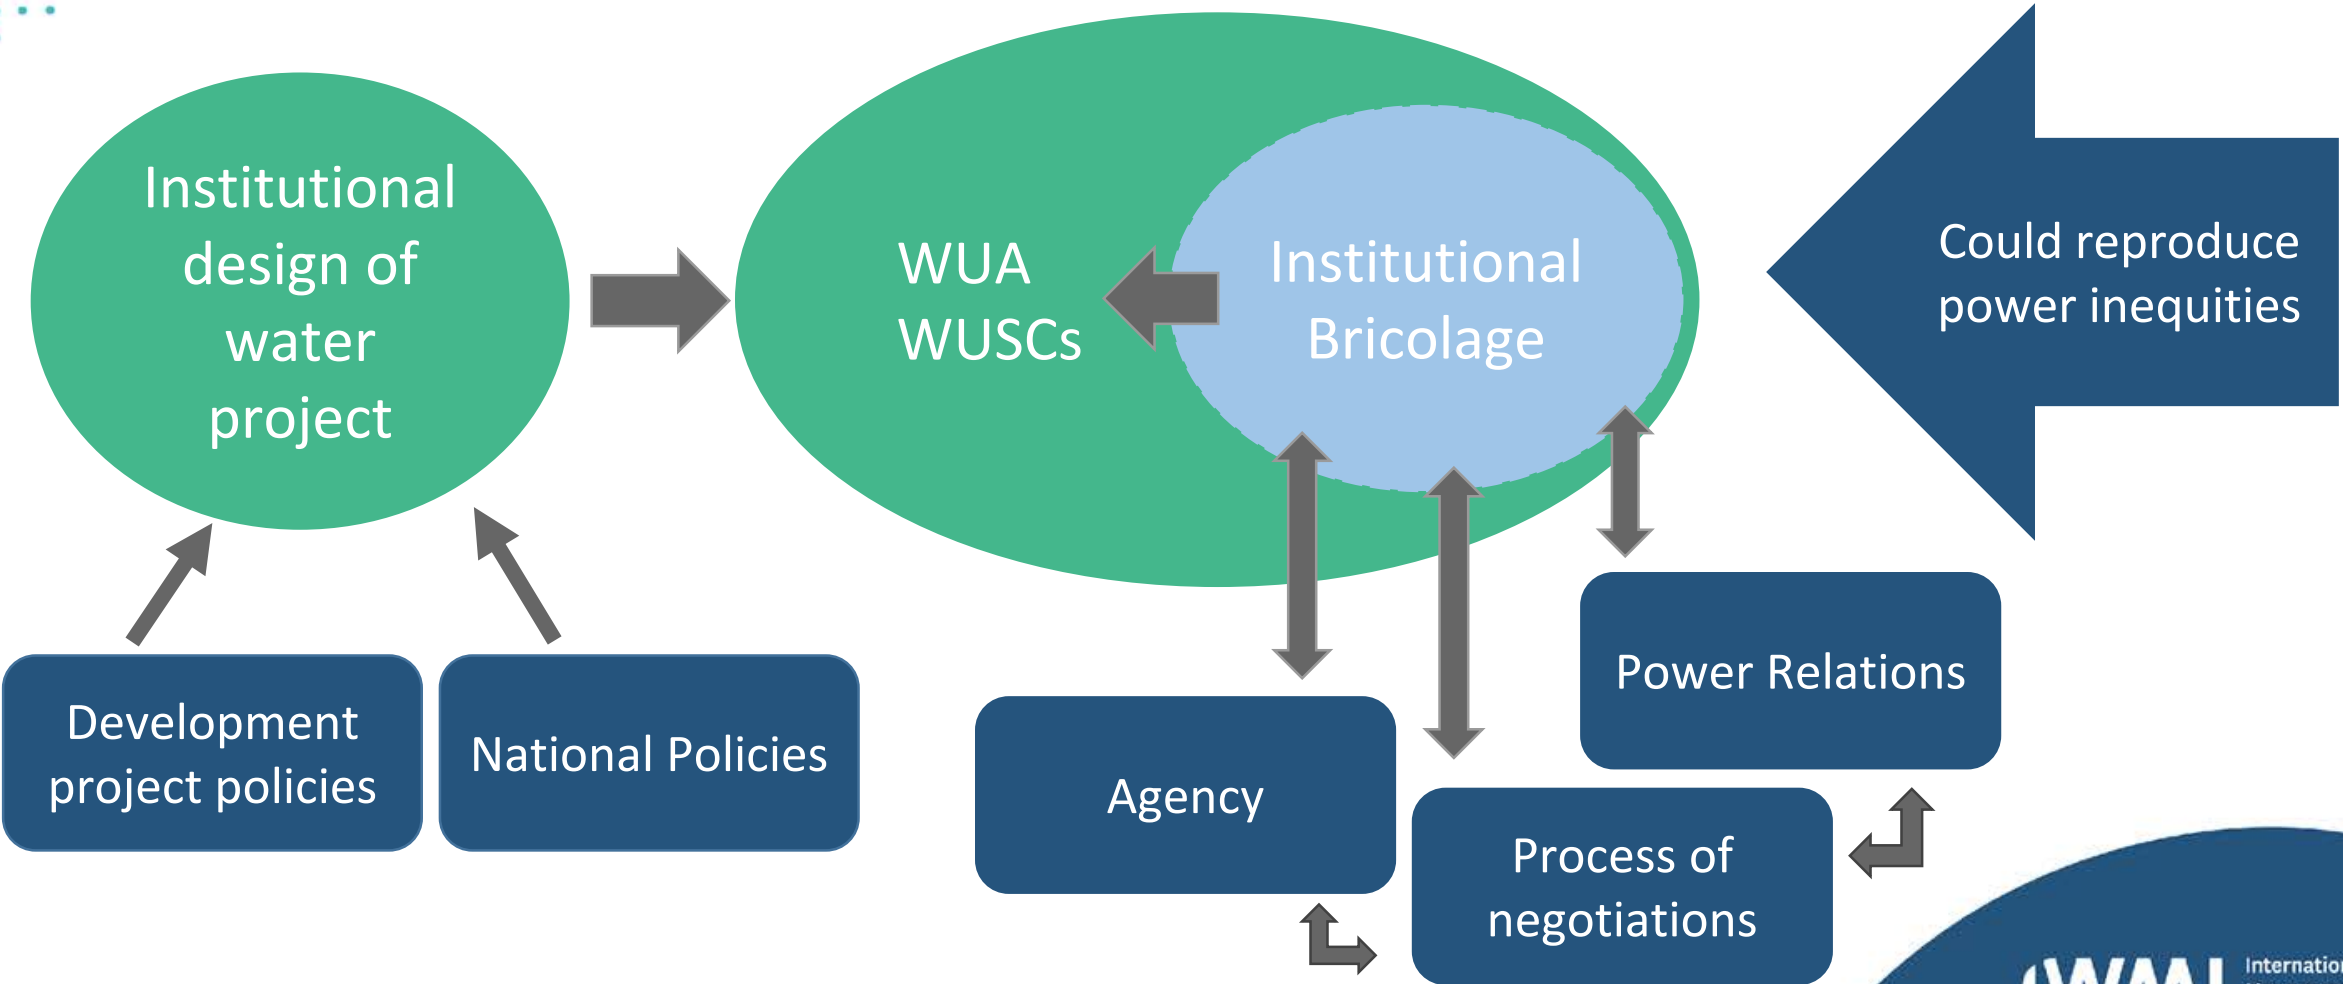 Institutional
design of
water
project
WUA
WUSCs
Institutional
Bricolage
Could reproduce
power inequities
Development
project policies
National Policies
Agency
Process of
negotiations
Power Relations